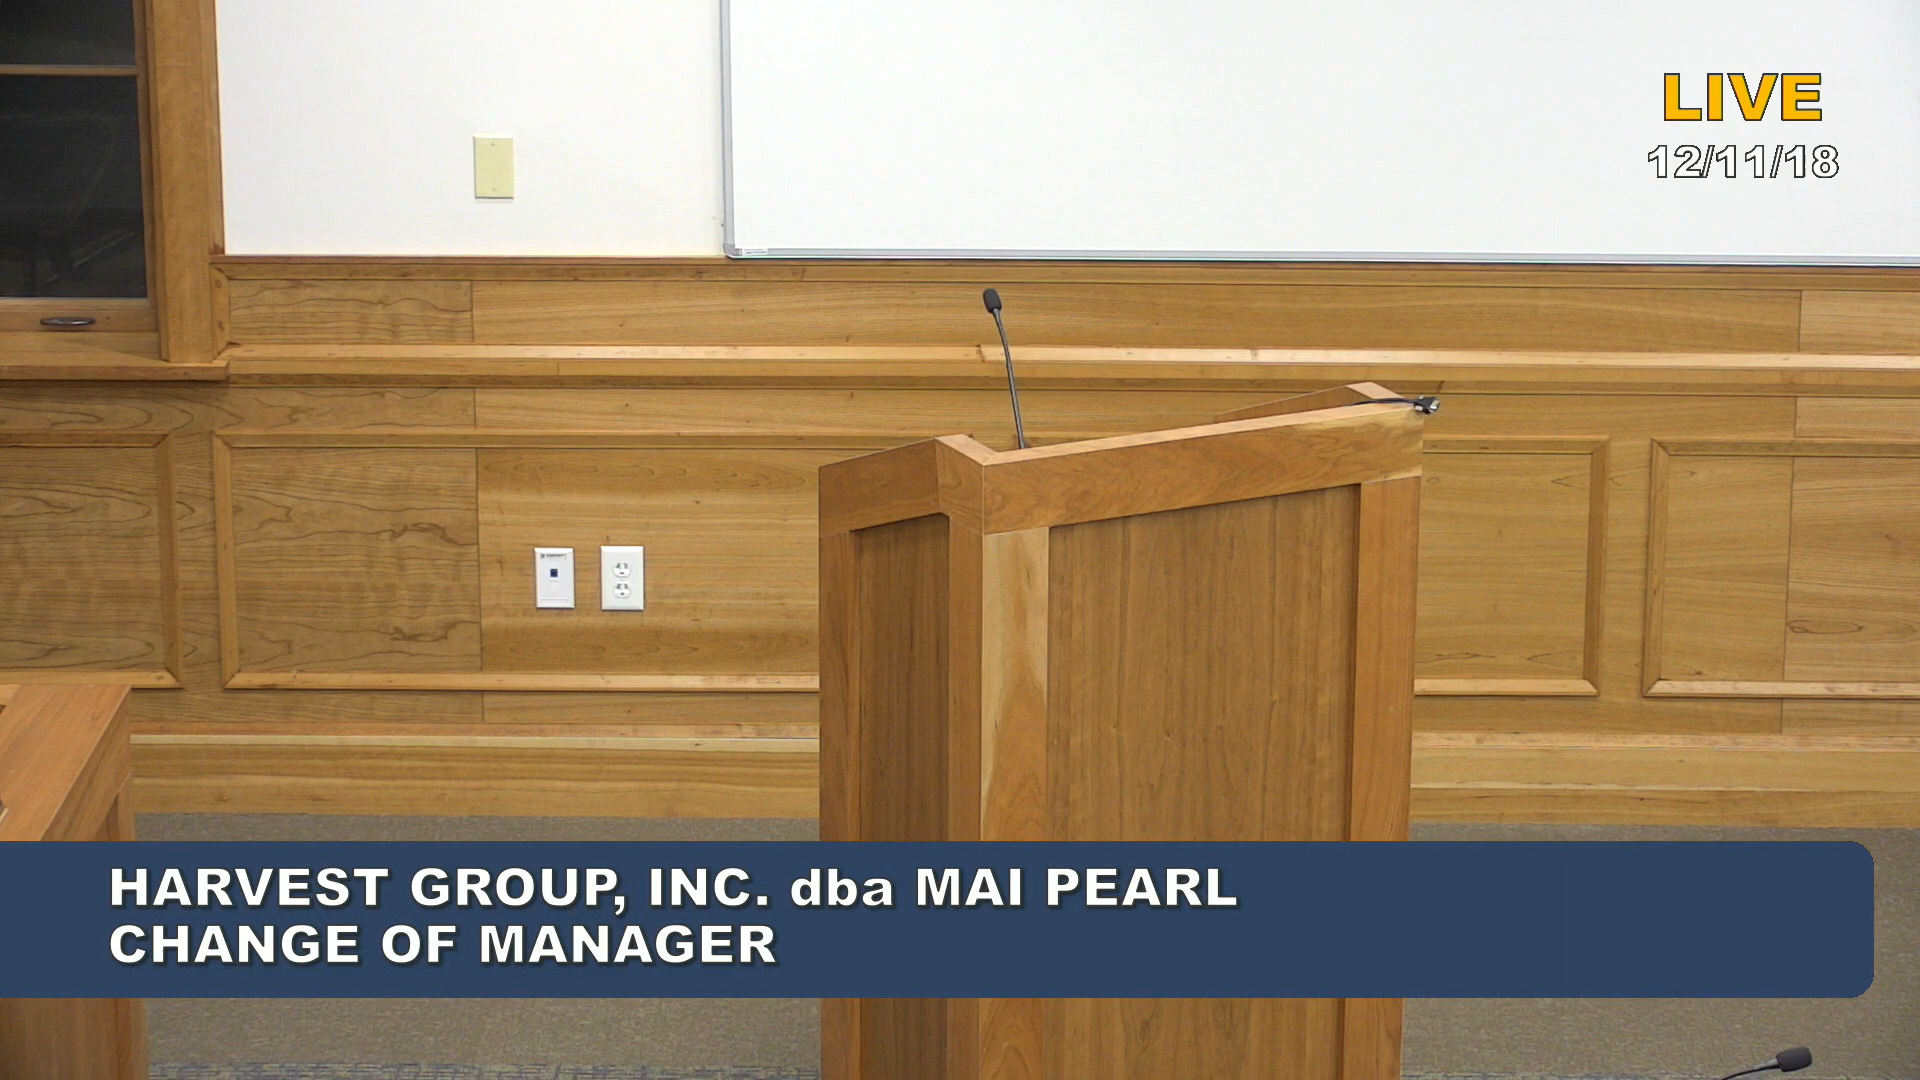 LIVE
12/11/18
HARVEST GROUP, INC. dba MAI PEARL
CHANGE OF MANAGER